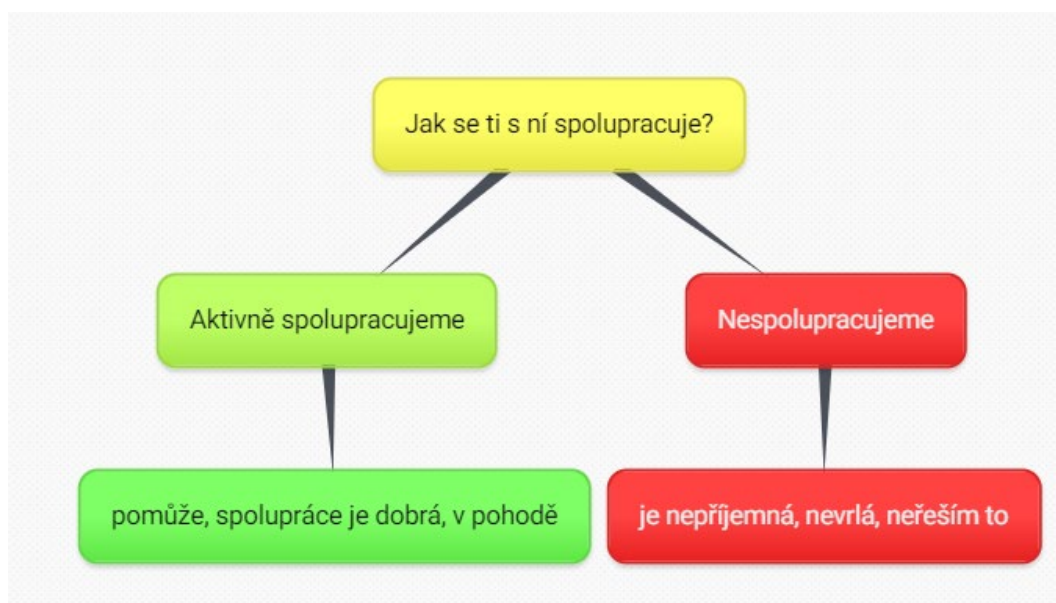 Jak se ti s ní spolupracuje?
Aktivně spolupracujeme
Nespolupracujeme
pomůže, spolupráce je dobrá, v pohodě
je nepříjemná, nevrlá, neřeším to